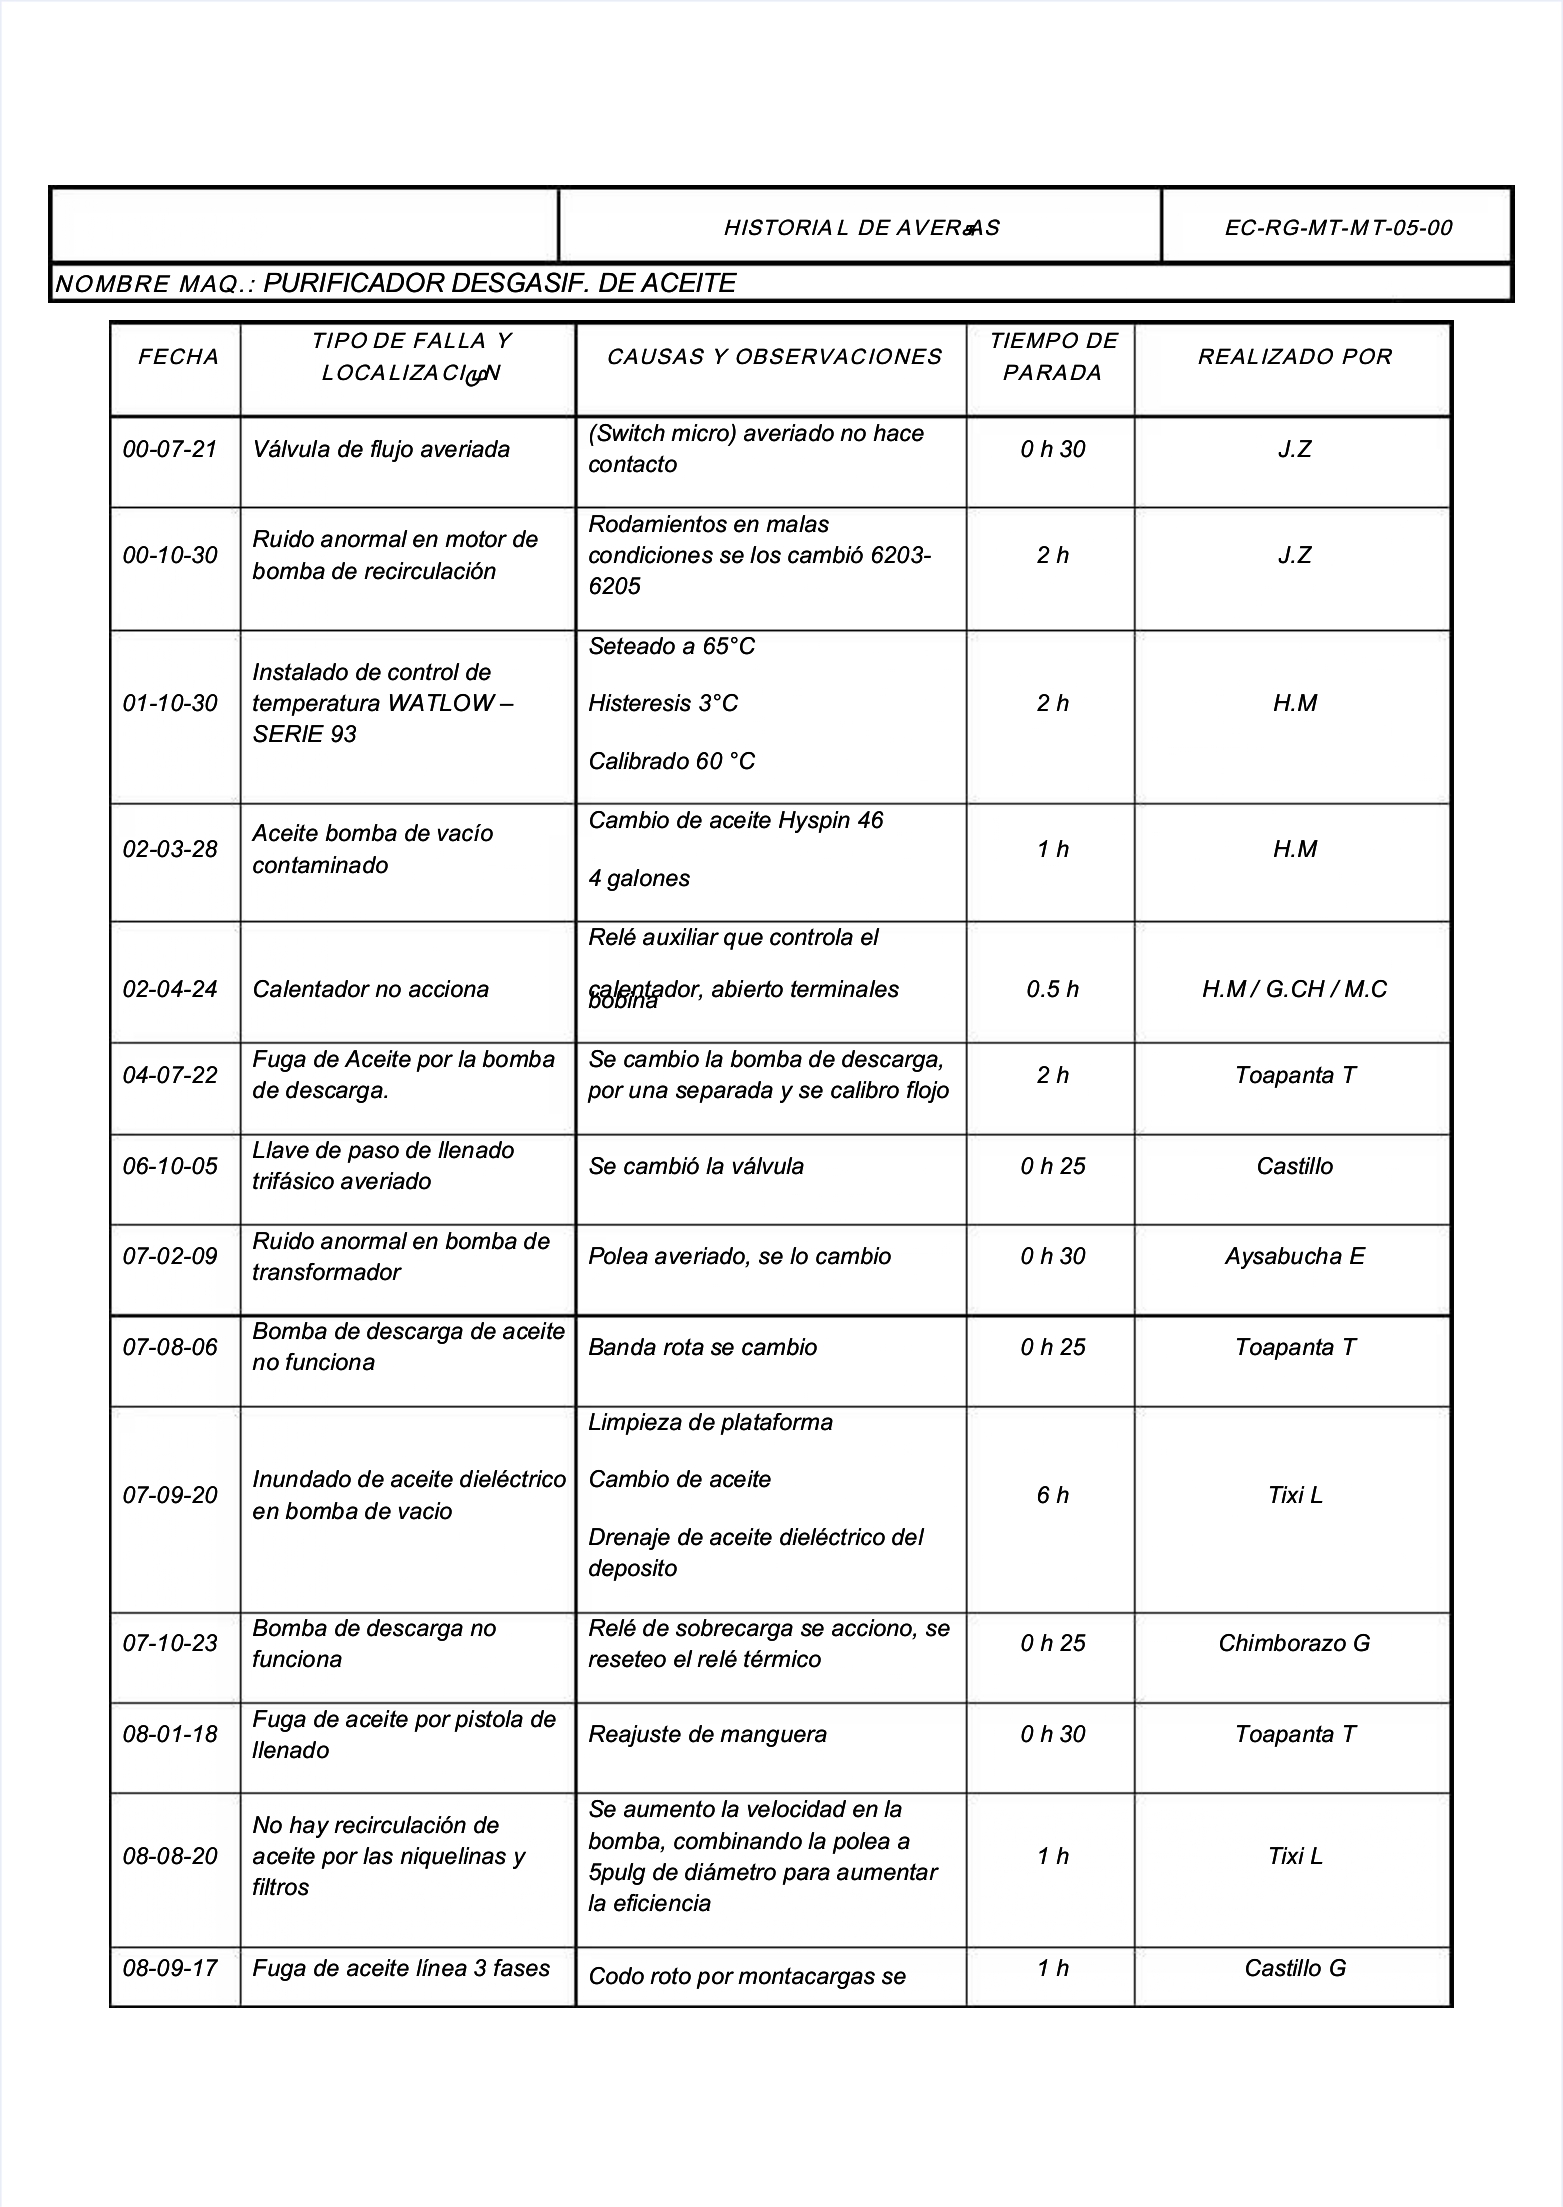 HISTORIAL DE AVERÍAS
EC-RG-MT-MT-05-00
NOMBRE MAQ.: PURIFICADOR DESGASIF. DE ACEITE
FECHA
TIPO DE FALLA Y
LOCALIZACIÓN
CAUSAS Y OBSERVACIONES
TIEMPO DE
PARADA
REALIZADO POR
00-07-21
Válvula de flujo averiada
(Switch micro) averiado no hace
contacto
0 h 30
J.Z
00-10-30
Ruido anormal en motor de
bomba de recirculación
Rodamientos en malas
condiciones se los cambió 6203-
6205
2 h
J.Z
01-10-30
Instalado de control de
temperatura WATLOW –
SERIE 93
Seteado a 65°C
Histeresis 3°C
Calibrado 60 °C
2 h
H.M
02-03-28
Aceite bomba de vacío
contaminado
Cambio de aceite Hyspin 46
4 galones
1 h
H.M
02-04-24
Calentador no acciona
Relé auxiliar que controla el
calentador, abierto terminales
bobina
0.5 h
H.M / G.CH / M.C
04-07-22
Fuga de Aceite por la bomba
de descarga.
Se cambio la bomba de descarga,
por una separada y se calibro flojo
2 h
Toapanta T
06-10-05
Llave de paso de llenado
trifásico averiado
Se cambió la válvula
0 h 25
Castillo
07-02-09
Ruido anormal en bomba de
transformador
Polea averiado, se lo cambio
0 h 30
Aysabucha E
07-08-06
Bomba de descarga de aceite
no funciona
Banda rota se cambio
0 h 25
Toapanta T
07-09-20
Inundado de aceite dieléctrico
en bomba de vacio
Limpieza de plataforma
Cambio de aceite
Drenaje de aceite dieléctrico del
deposito
6 h
Tixi L
07-10-23
Bomba de descarga no
funciona
Relé de sobrecarga se acciono, se
reseteo el relé térmico
0 h 25
Chimborazo G
08-01-18
Fuga de aceite por pistola de
llenado
Reajuste de manguera
0 h 30
Toapanta T
08-08-20
No hay recirculación de
aceite por las niquelinas y
filtros
Se aumento la velocidad en la
bomba, combinando la polea a
5pulg de diámetro para aumentar
la eficiencia
1 h
Tixi L
08-09-17
Fuga de aceite línea 3 fases
Codo roto por montacargas se
1 h
Castillo G